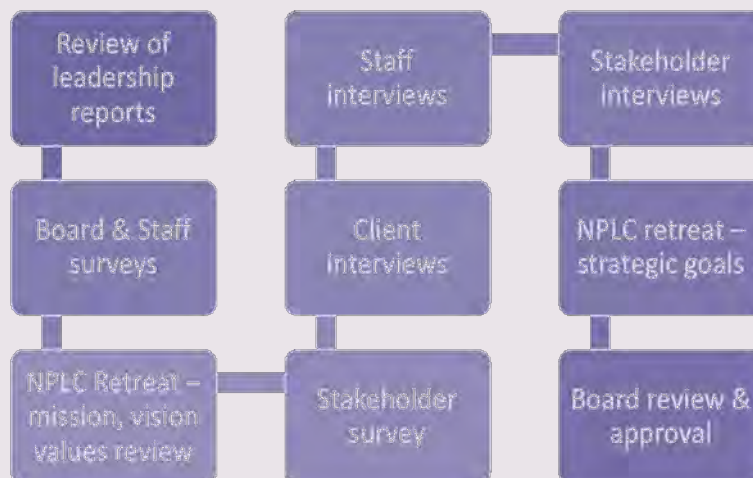 Review of
leadership
reports
Board & Staff
surveys
NPLC Retreat –
mission, vision
values review
Stakeholder
survey
Client
interviews
Staff
interviews
Stakeholder
interviews
NPLC retreat –
strategic goals
Board review &
approval